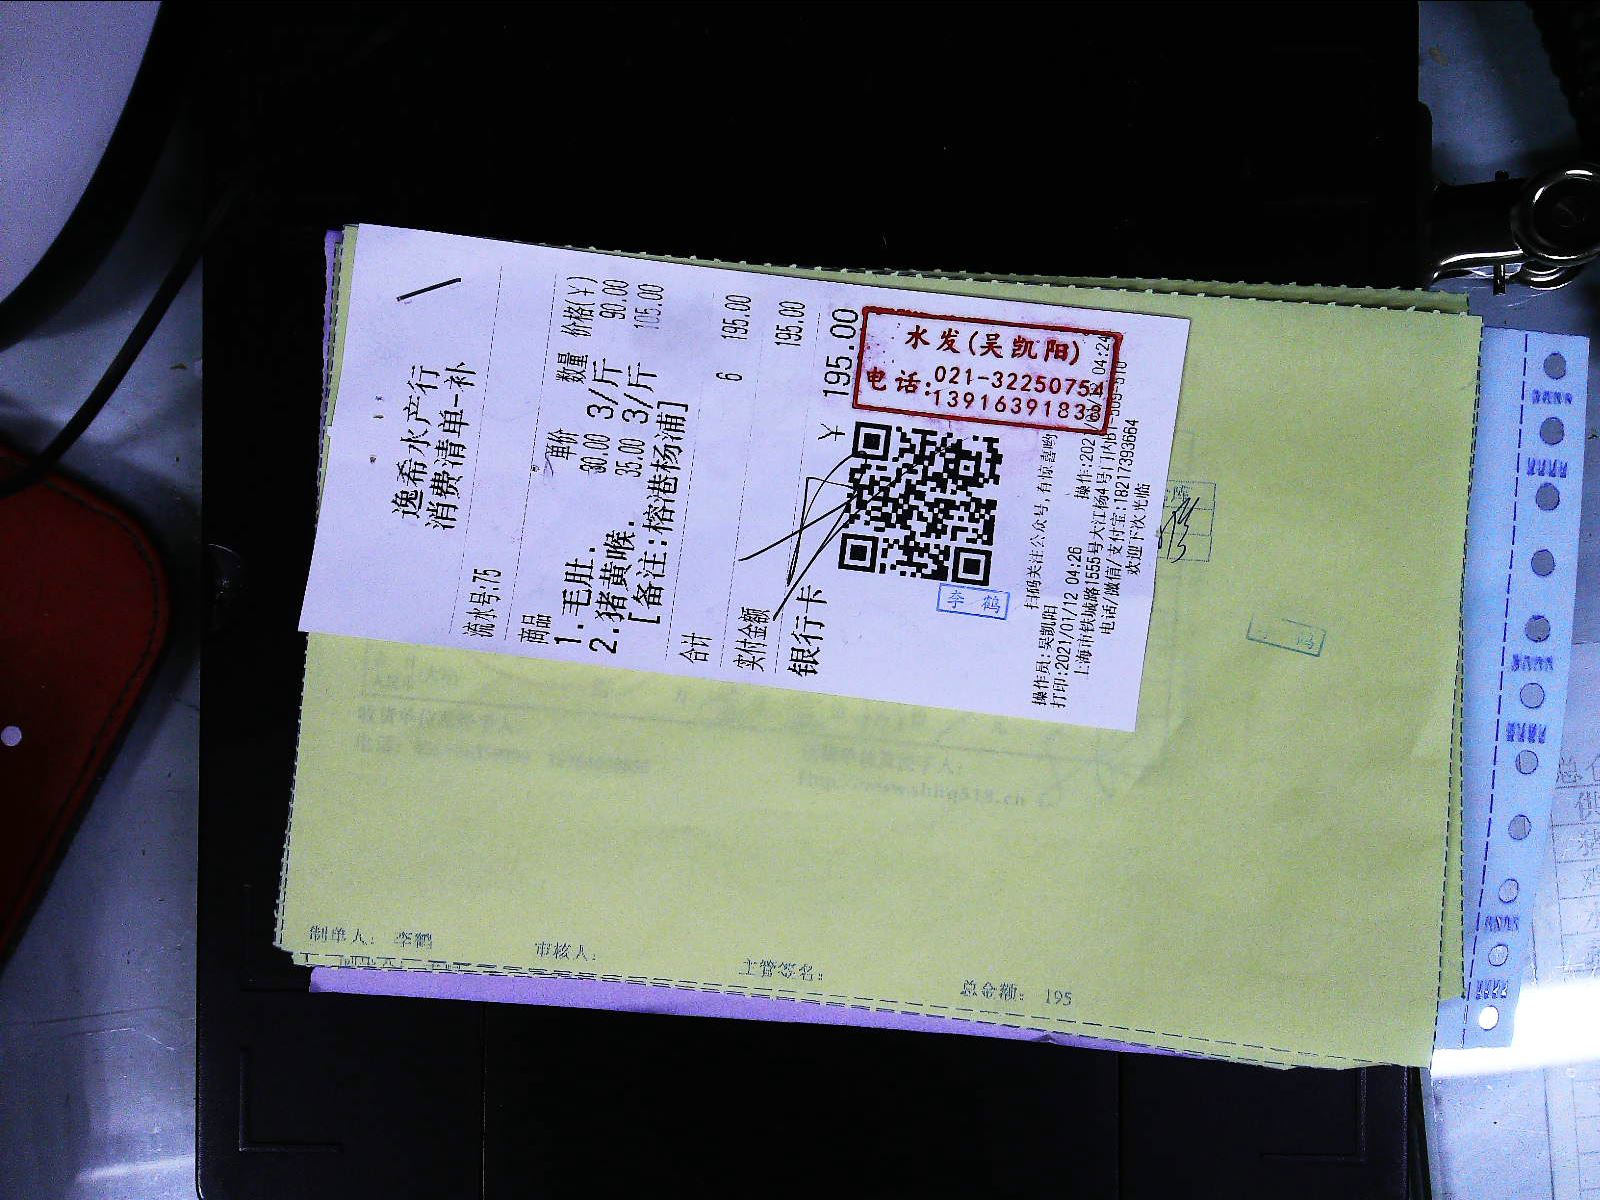 逸希水产行
消费清单-补
流水号:75
商品 单价 数量 价格(¥)
1.毛肚. 30.00 3/斤 90.00
2.猪黄喉. 35.00 3/斤 105.00
[备注:榕港杨浦]
合计 6 195.00
实付金额 195.00
银行卡 195.00
水发(吴凯阳)
电话:021-32250754
李鹤
扫码关注公众号,有惊喜哟
操作员:吴凯阳
打印:2021/01/12 04:26
上海市铁城路1555号大江杨4号门内
电话/微信/支付宝:18217393664
欢迎下次光临
制单人: 李鹤 审核人: 主管签名: 总金额: 195